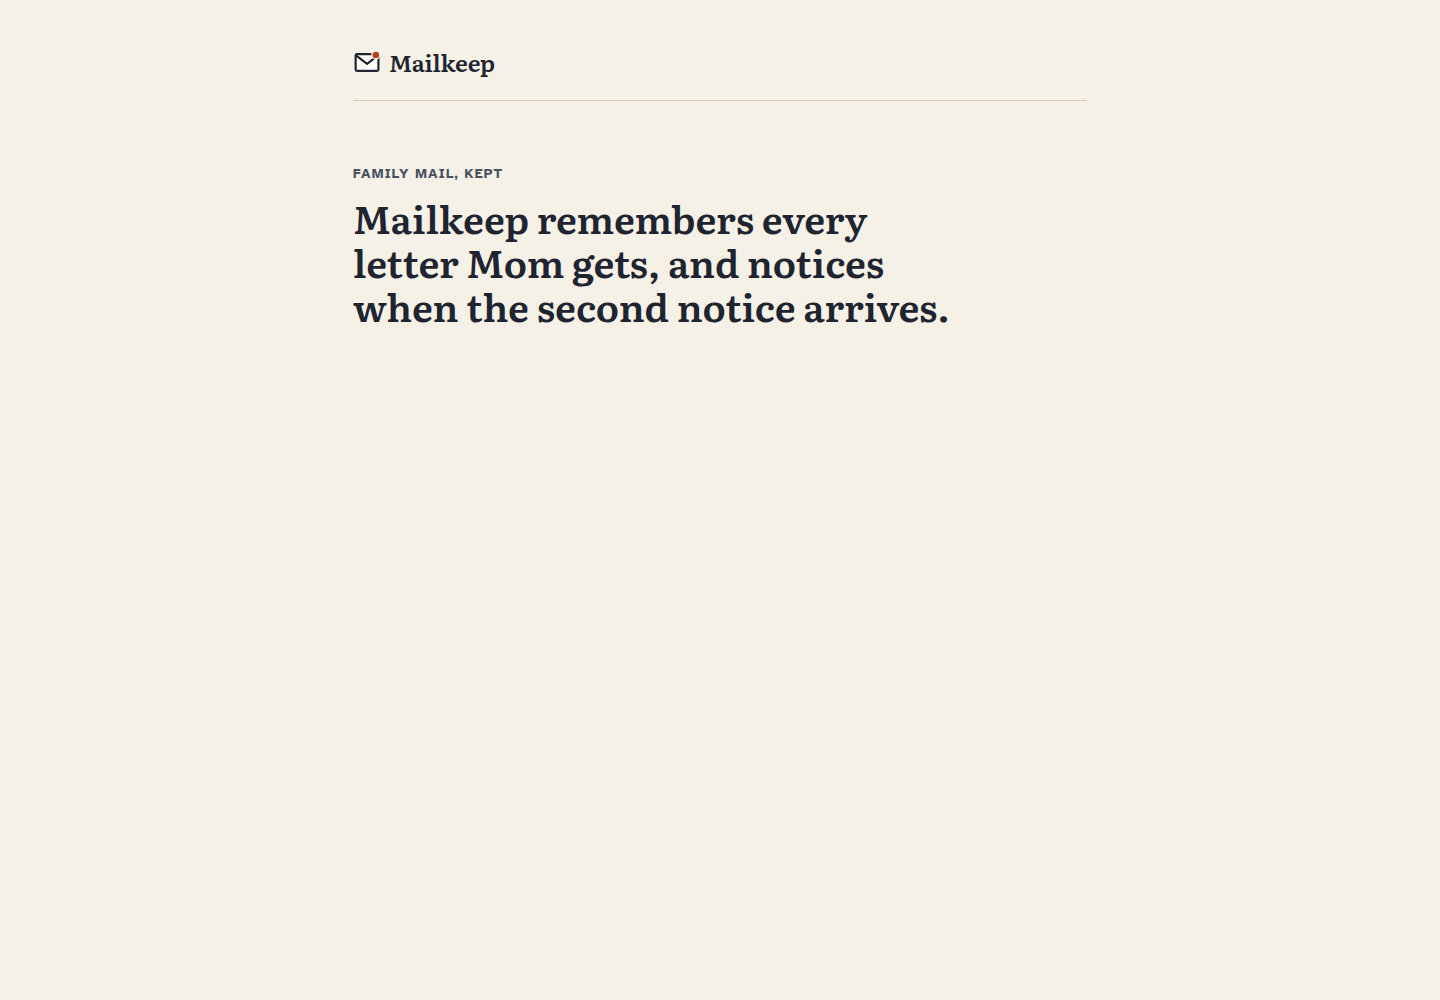 Mailkeep
FAMILY MAIL, KEPT
Mailkeep remembers every
letter Mom gets, and notices
when the second notice arrives.